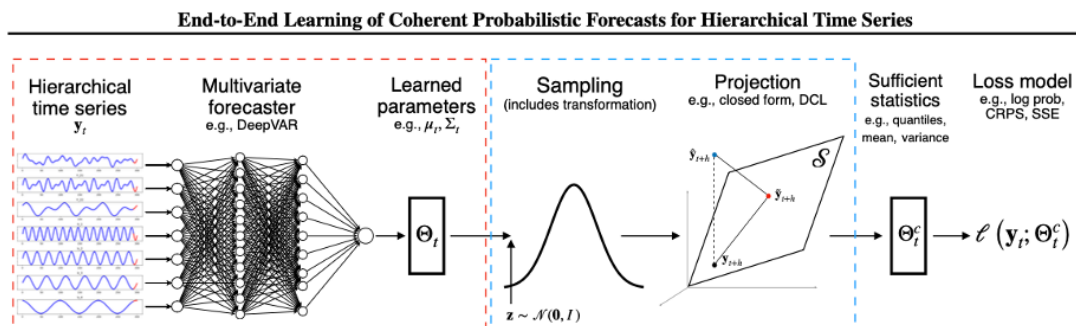 End-to-End Learning of Coherent Probabilistic Forecasts for Hierarchical Time Series
Hierarchical
time series
y_t
Multivariate
forecaster
e.g., DeepVAR
Learned
parameters
e.g., μ_t, Σ_t
Θ_t
Sampling
(includes transformation)
z ~ 𝒩(0, I)
Projection
e.g., closed form, DCL
𝒮
ŷ_{t+h}
ỹ_{t+h}
y_{t+h}
Sufficient
statistics
e.g., quantiles,
mean, variance
Θ_t^c
Loss model
e.g., log prob,
CRPS, SSE
ℓ (y_t; Θ_t^c)